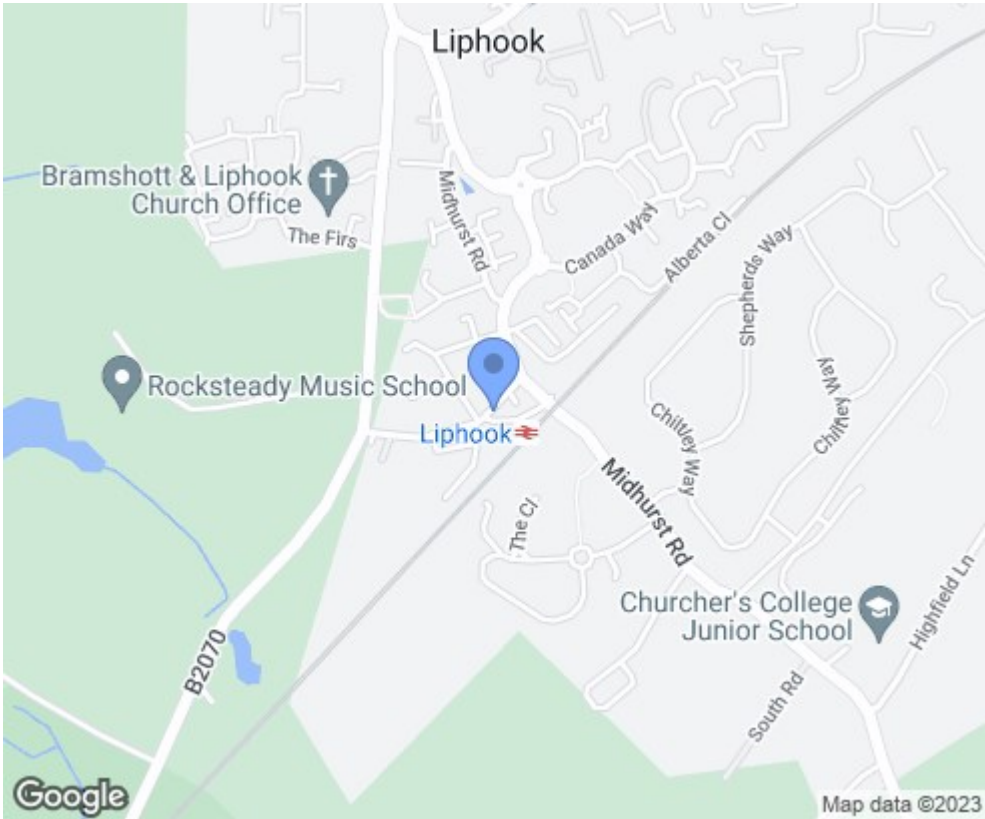 Liphook
Bramshott & Liphook
Church Office
Midhurst Rd
The Firs
Canada Way
Alberta Cl
Shepherds Way
Rocksteady Music School
Chiltley Way
Chiltley Way
Liphook
Midhurst Rd
The Cl
Churcher's College
Junior School
Highfield Ln
B2070
South Rd
Google
Map data ©2023